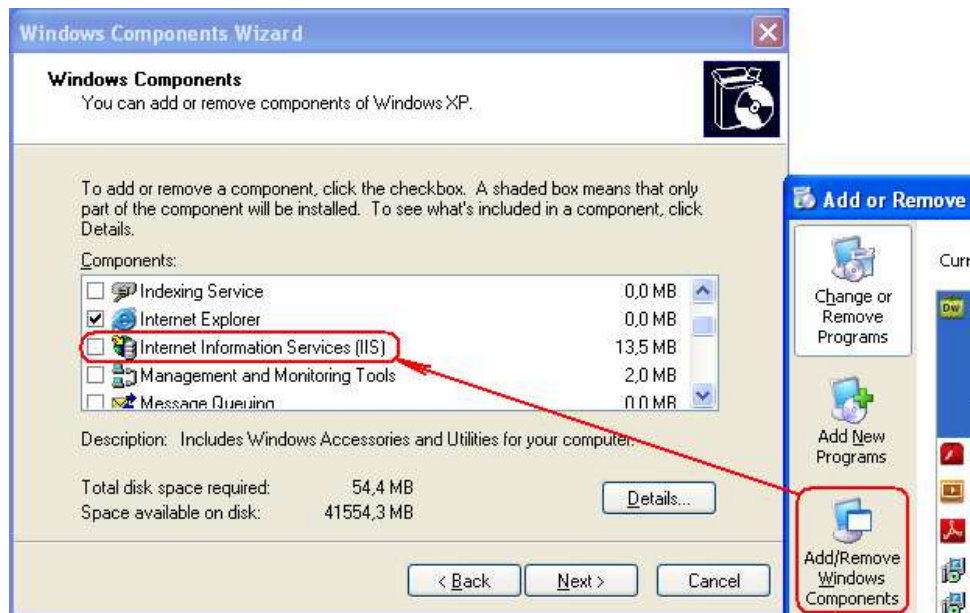 Windows Components Wizard
Windows Components
You can add or remove components of Windows XP.
To add or remove a component, click the checkbox. A shaded box means that only
part of the component will be installed. To see what's included in a component, click
Details.
Components:
Indexing Service 0,0 MB
Internet Explorer 0,0 MB
Internet Information Services (IIS) 13,5 MB
Management and Monitoring Tools 2,0 MB
Message Queuing 0,0 MB
Description: Includes Windows Accessories and Utilities for your computer.
Total disk space required: 54,4 MB
Space available on disk: 41554,3 MB
Details...
< Back
Next >
Cancel
Add or Remove
Change or
Remove
Programs
Curr
Dw
Add New
Programs
Add/Remove
Windows
Components